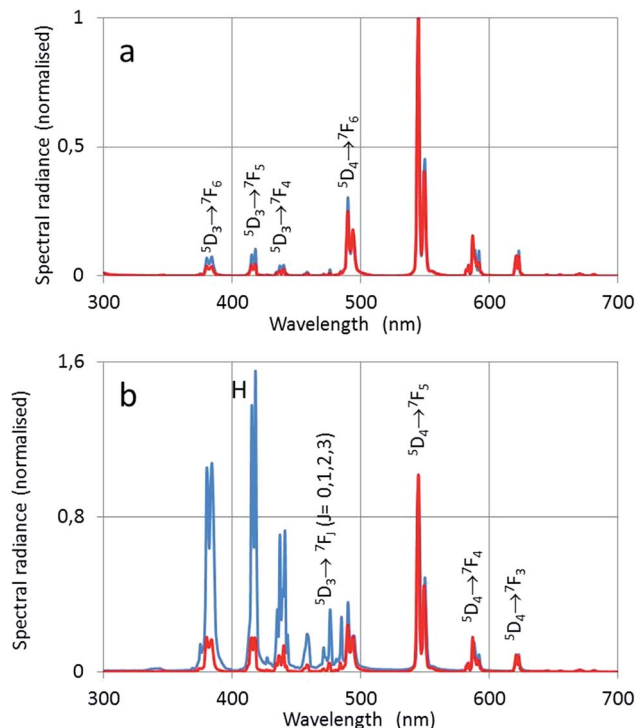 1
a
Spectral radiance (normalised)
⁵D₃→⁷F₆
⁵D₃→⁷F₅
⁵D₃→⁷F₄
⁵D₄→⁷F₆
0,5
0
300 400 500 600 700
Wavelength (nm)
1,6
b
Spectral radiance (normalised)
H
⁵D₃→ ⁷Fⱼ (J= 0,1,2,3)
⁵D₄→⁷F₅
⁵D₄→⁷F₄
⁵D₄→⁷F₃
0,8
0
300 400 500 600 700
Wavelength (nm)